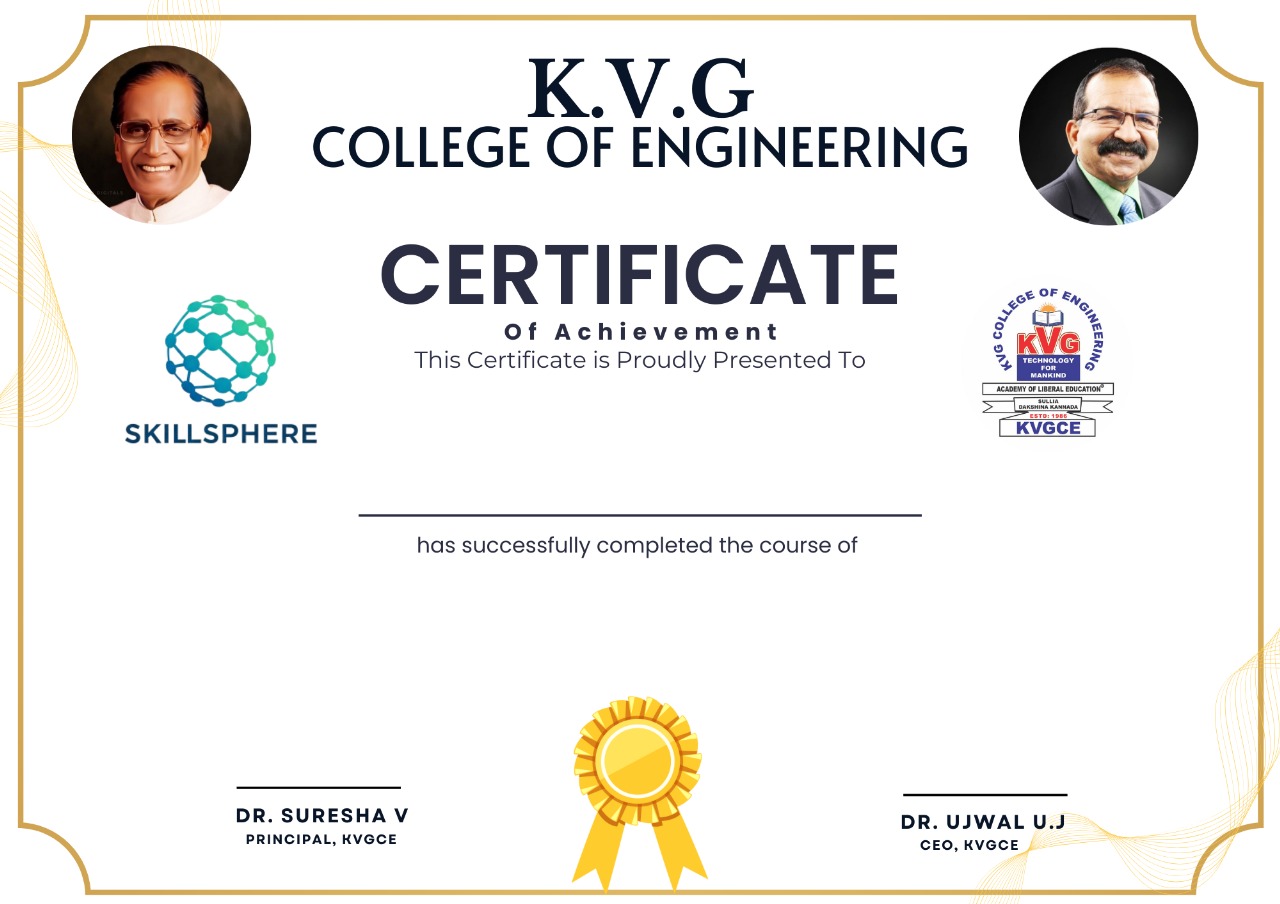 K.V.G
COLLEGE OF ENGINEERING
CERTIFICATE
Of Achievement
This Certificate is Proudly Presented To
SKILLSPHERE
KVG COLLEGE OF ENGINEERING
KVG
TECHNOLOGY
FOR
MANKIND
ACADEMY OF LIBERAL EDUCATION®
SULLIA
DAKSHINA KANNADA
ESTD: 1986
KVGCE
has successfully completed the course of
DR. SURESHA V
PRINCIPAL, KVGCE
DR. UJWAL U.J
CEO, KVGCE